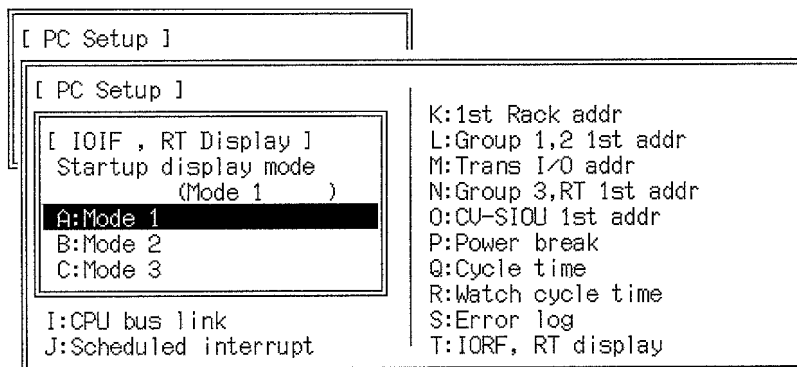 [ PC Setup ]
[ PC Setup ]
[ IOIF , RT Display ]
Startup display mode
(Mode 1 )
A:Mode 1
B:Mode 2
C:Mode 3
I:CPU bus link
J:Scheduled interrupt
K:1st Rack addr
L:Group 1,2 1st addr
M:Trans I/O addr
N:Group 3,RT 1st addr
O:CV-SIOU 1st addr
P:Power break
Q:Cycle time
R:Watch cycle time
S:Error log
T:IORF, RT display